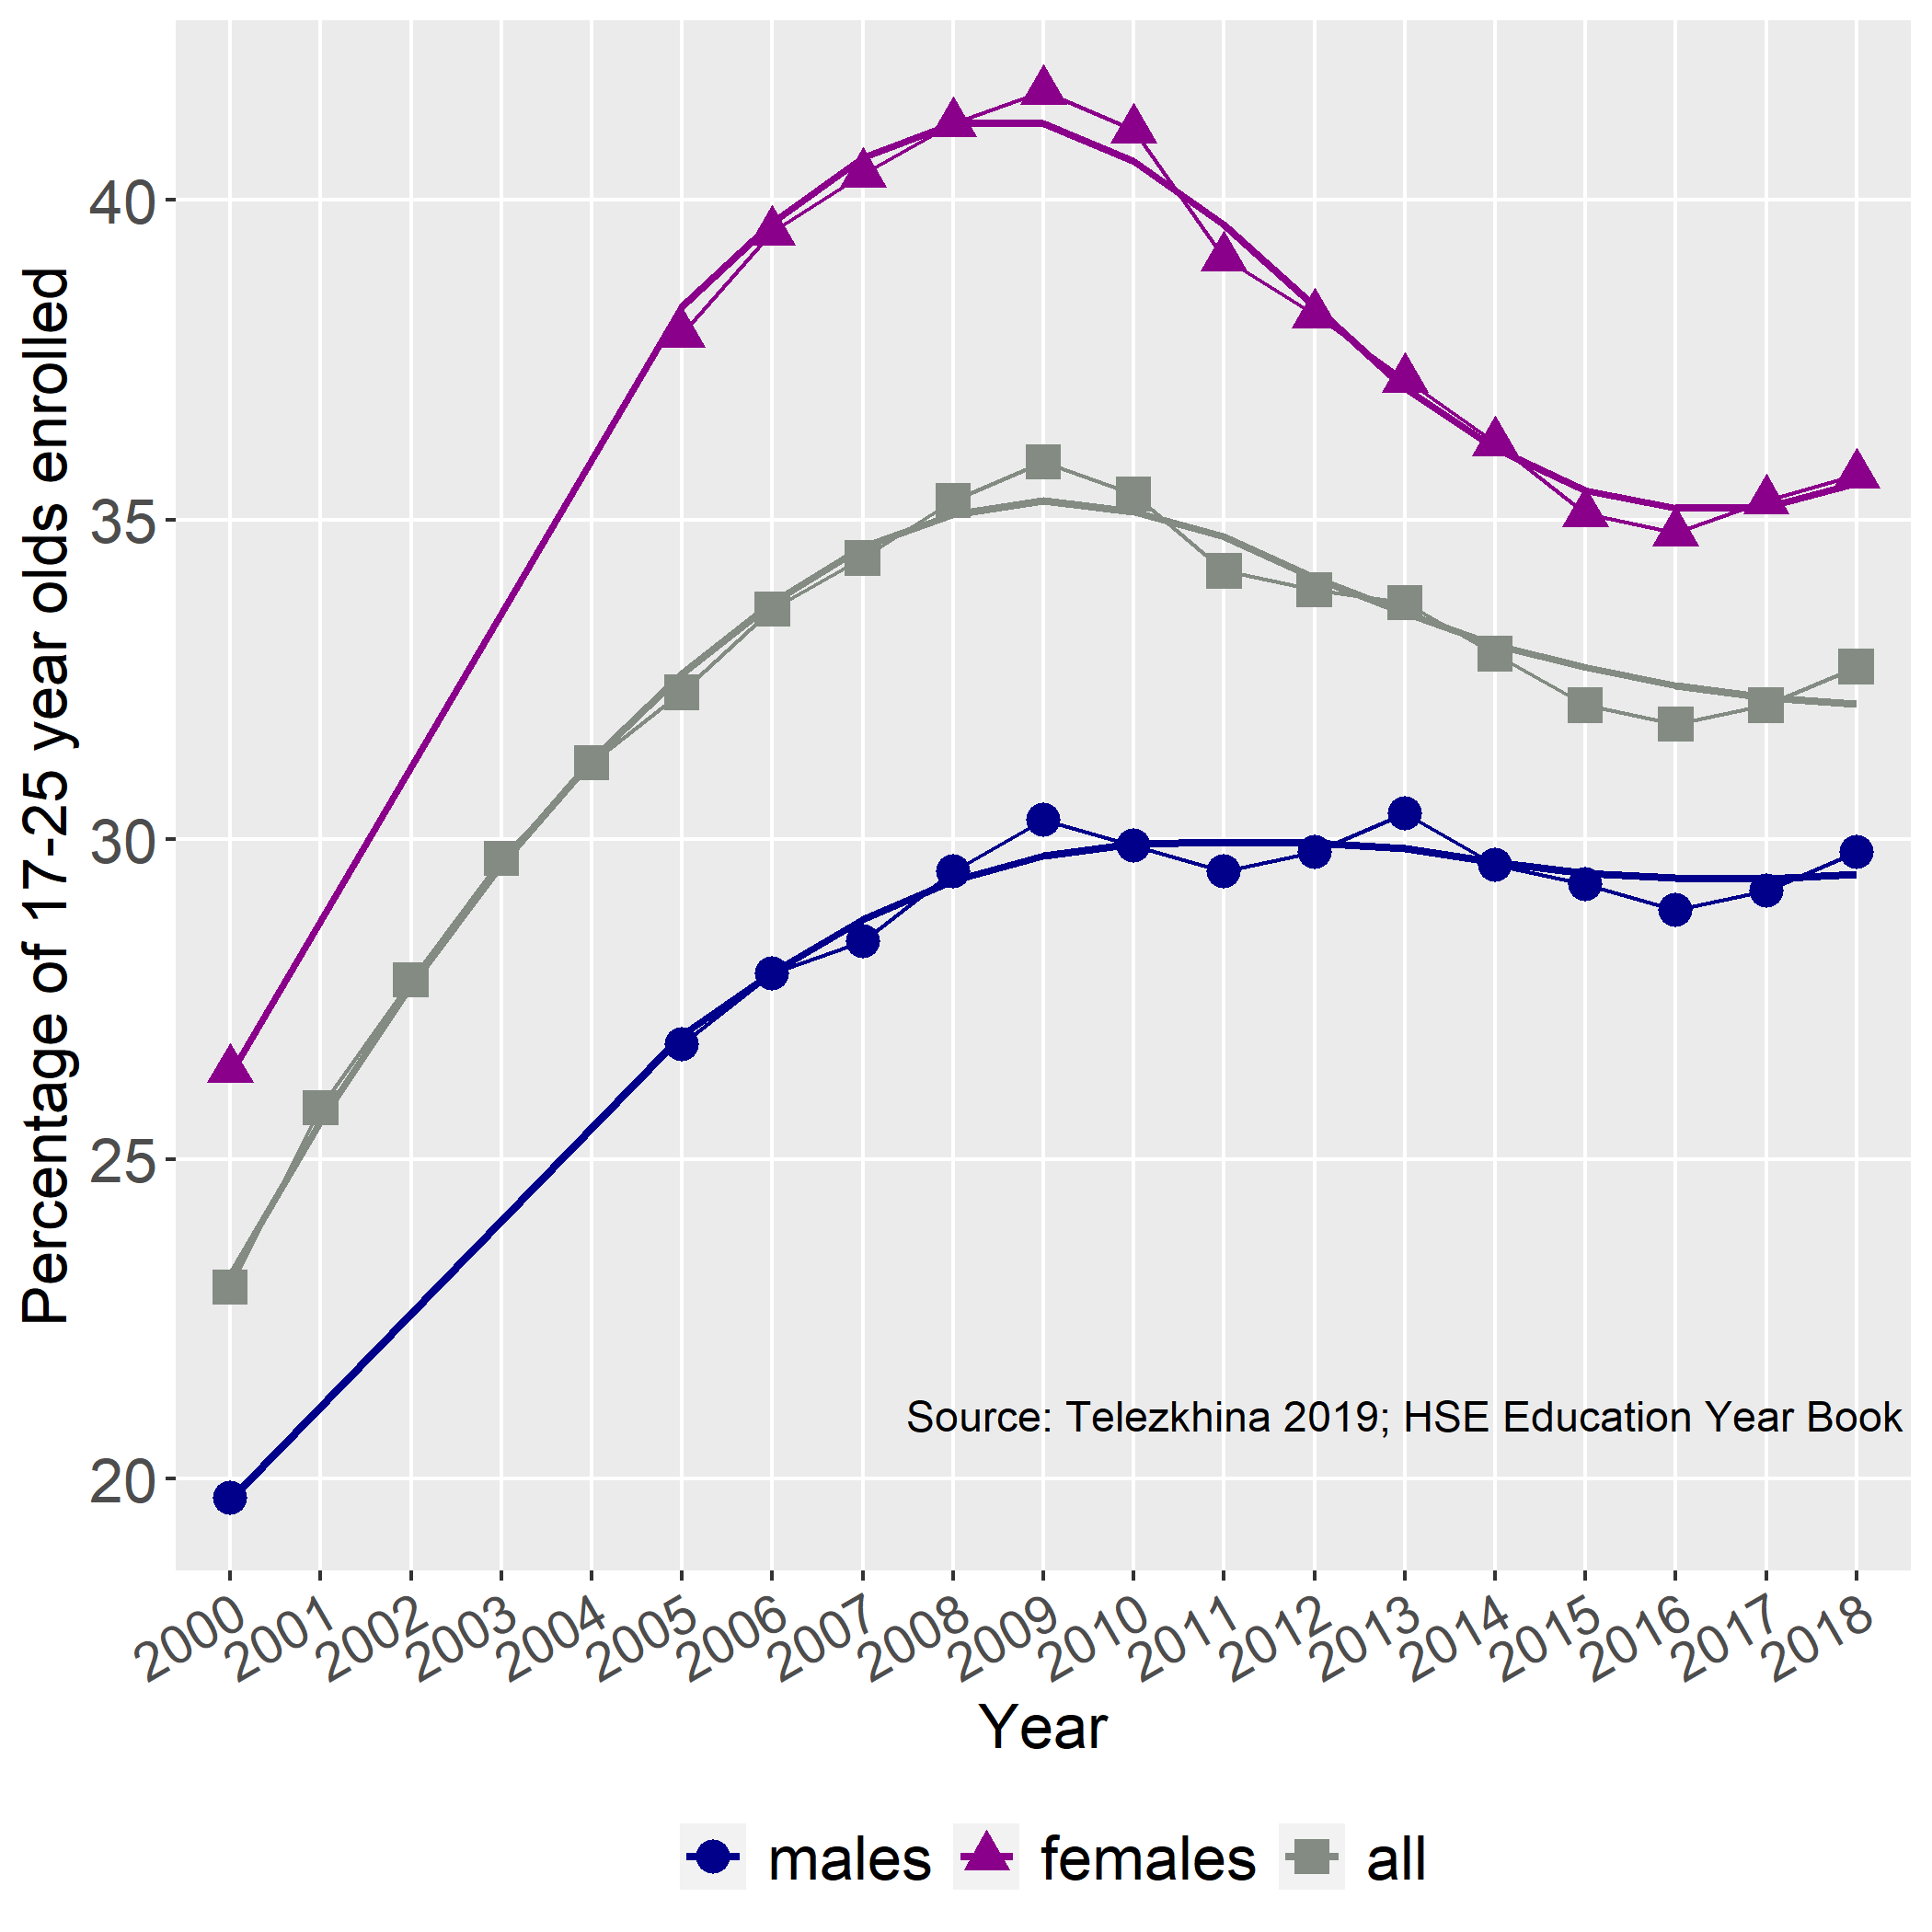 Percentage of 17-25 year olds enrolled
40
35
30
25
20
Source: Telezkhina 2019; HSE Education Year Book
2000 2001 2002 2003 2004 2005 2006 2007 2008 2009 2010 2011 2012 2013 2014 2015 2016 2017 2018
Year
males females all